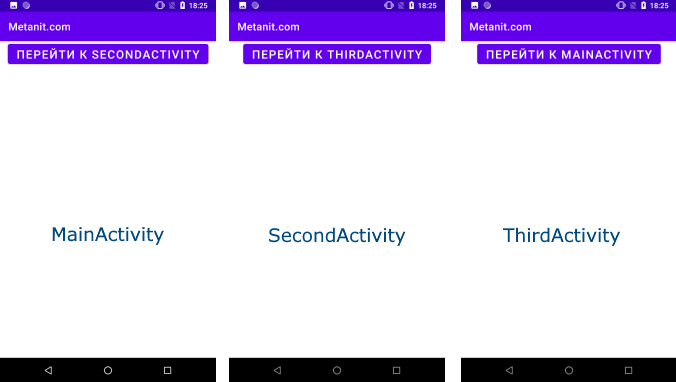 18:25
Metanit.com
ПЕРЕЙТИ К SECONDACTIVITY
MainActivity
18:25
Metanit.com
ПЕРЕЙТИ К THIRDACTIVITY
SecondActivity
18:25
Metanit.com
ПЕРЕЙТИ К MAINACTIVITY
ThirdActivity